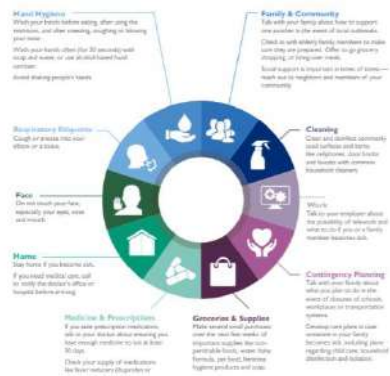 Hand Hygiene
Wash your hands before eating, after using the
restroom, and after sneezing, coughing or blowing
your nose.
Wash your hands often (for 20 seconds) with
soap and water, or use alcohol-based hand
sanitizer.
Avoid shaking people's hands.
Family & Community
Talk with your family about how to support
one another in the event of local outbreaks.
Check in with elderly family members to make
sure they are prepared. Offer to go grocery
shopping, or bring over meals.
Social support is important in times of stress—
reach out to neighbors and members of your
community.
Respiratory Etiquette
Cough or sneeze into your
elbow or a tissue.
Cleaning
Clean and disinfect commonly
used surfaces and items
like cellphones, door knobs
and faucets with common
household cleaners.
Face
Do not touch your face,
especially your eyes, nose
and mouth.
Work
Talk to your employer about
the possibility of telework and
what to do if you or a family
member becomes sick.
Home
Stay home if you become sick.
If you need medical care, call
to notify the doctor's office or
hospital before arriving.
Contingency Planning
Talk with your family about
what you plan to do in the
event of closures of schools,
workplaces or transportation
systems.
Develop care plans in case
someone in your family
becomes sick, including plans
regarding child care, household
disinfection and isolation.
Medicine & Prescriptions
If you take prescription medications,
talk to your doctor about ensuring you
have enough medicine to last at least
30 days.
Check your supply of medications
like fever reducers (ibuprofen or
Groceries & Supplies
Make several small purchases
over the next few weeks of
important supplies like non-
perishable foods, water, baby
formula, pet food, feminine
hygiene products and soap.